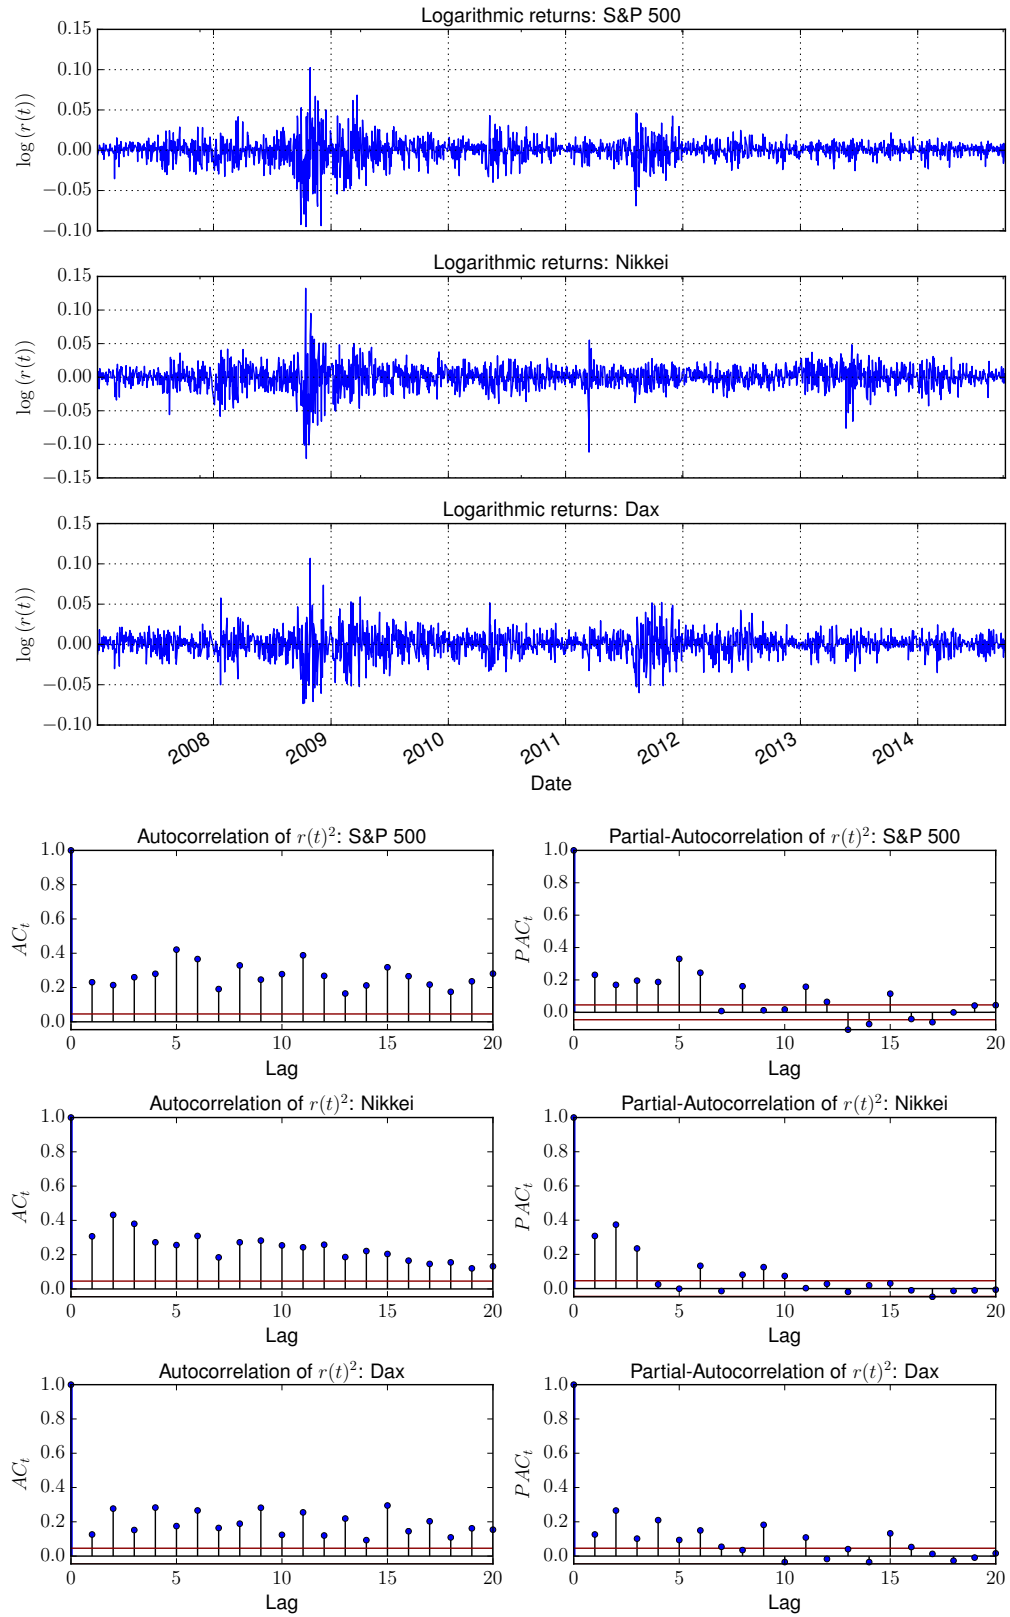 Logarithmic returns: S&P 500
0.15
0.10
0.05
0.00
−0.05
−0.10
log (r(t))
Logarithmic returns: Nikkei
0.15
0.10
0.05
0.00
−0.05
−0.10
−0.15
log (r(t))
Logarithmic returns: Dax
0.15
0.10
0.05
0.00
−0.05
−0.10
log (r(t))
2008 2009 2010 2011 2012 2013 2014
Date
Autocorrelation of r(t)²: S&P 500
1.0
0.8
0.6
0.4
0.2
0.0
AC_t
0 5 10 15 20
Lag
Partial-Autocorrelation of r(t)²: S&P 500
1.0
0.8
0.6
0.4
0.2
0.0
PAC_t
0 5 10 15 20
Lag
Autocorrelation of r(t)²: Nikkei
1.0
0.8
0.6
0.4
0.2
0.0
AC_t
0 5 10 15 20
Lag
Partial-Autocorrelation of r(t)²: Nikkei
1.0
0.8
0.6
0.4
0.2
0.0
PAC_t
0 5 10 15 20
Lag
Autocorrelation of r(t)²: Dax
1.0
0.8
0.6
0.4
0.2
0.0
AC_t
0 5 10 15 20
Lag
Partial-Autocorrelation of r(t)²: Dax
1.0
0.8
0.6
0.4
0.2
0.0
PAC_t
0 5 10 15 20
Lag